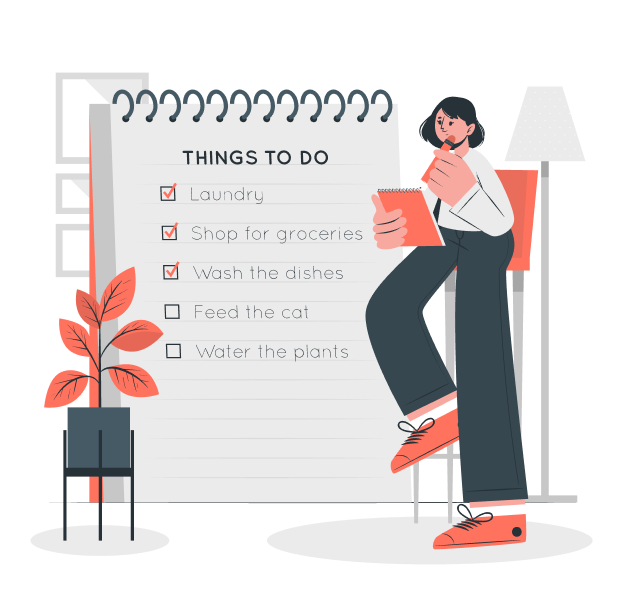 THINGS TO DO
Laundry
Shop for groceries
Wash the dishes
Feed the cat
Water the plants